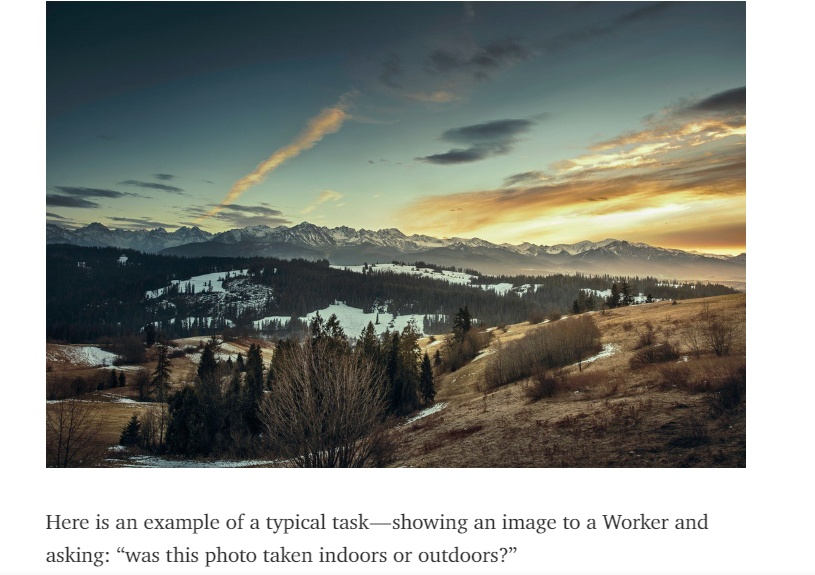 Here is an example of a typical task—showing an image to a Worker and
asking: “was this photo taken indoors or outdoors?”